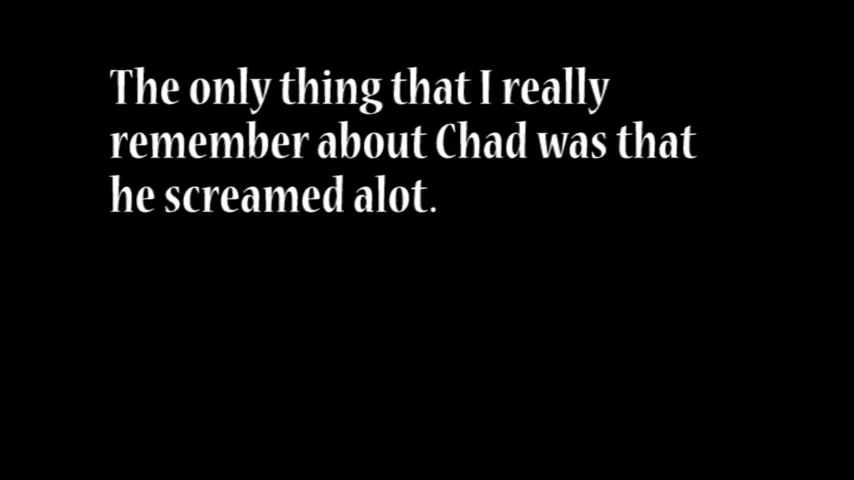 The only thing that I really
remember about Chad was that
he screamed alot.